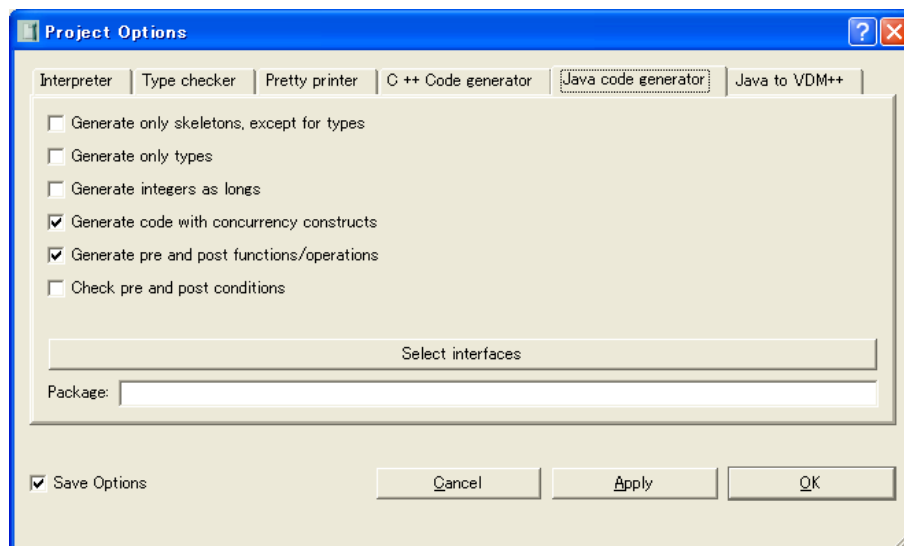 Project Options
Interpreter Type checker Pretty printer C ++ Code generator Java code generator Java to VDM++
Generate only skeletons, except for types
Generate only types
Generate integers as longs
Generate code with concurrency constructs
Generate pre and post functions/operations
Check pre and post conditions
Select interfaces
Package:
Save Options Cancel Apply OK